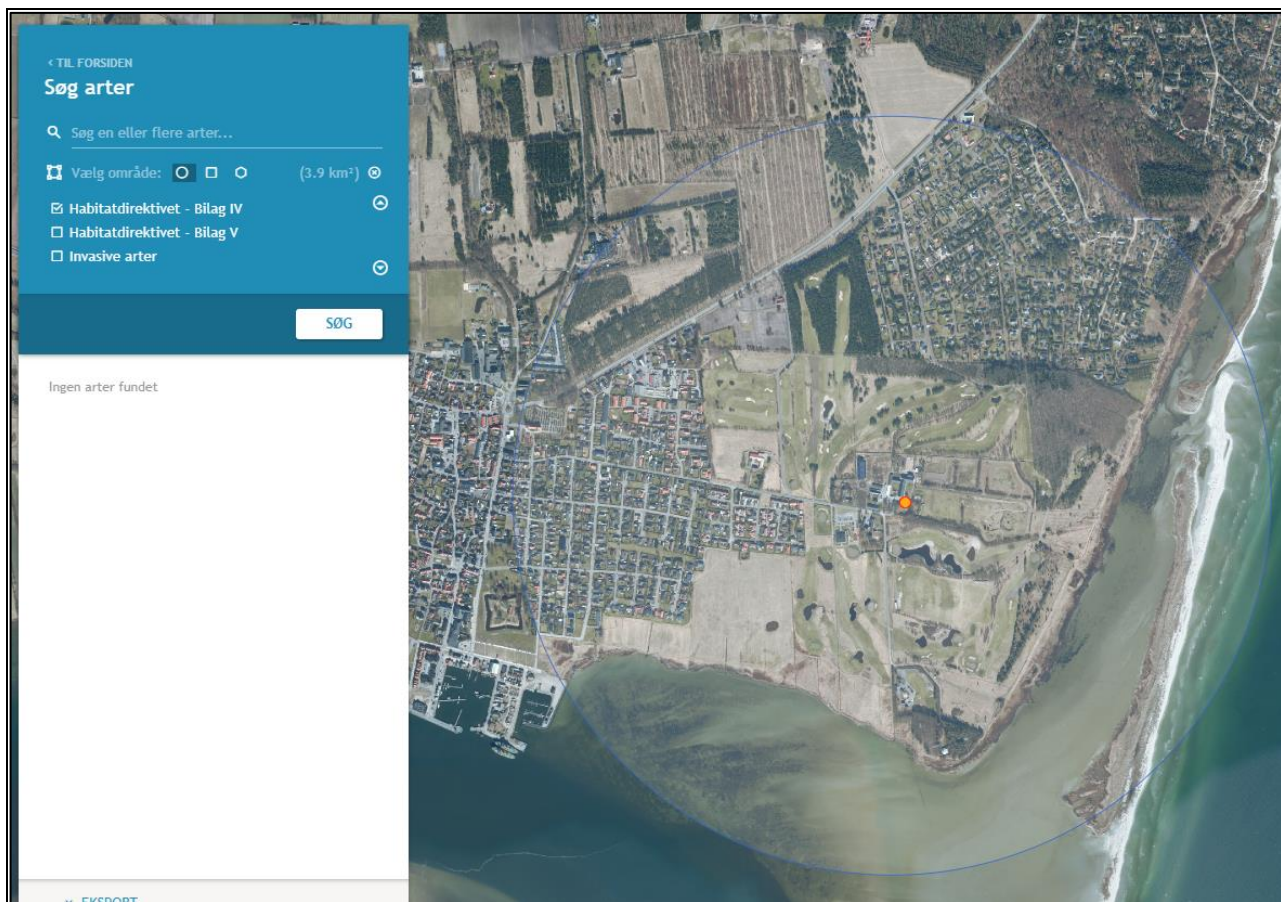 ‹ TIL FORSIDEN
Søg arter
Søg en eller flere arter...
Vælg område: (3.9 km²)
Habitatdirektivet - Bilag IV
Habitatdirektivet - Bilag V
Invasive arter
SØG
Ingen arter fundet
EKSPORT